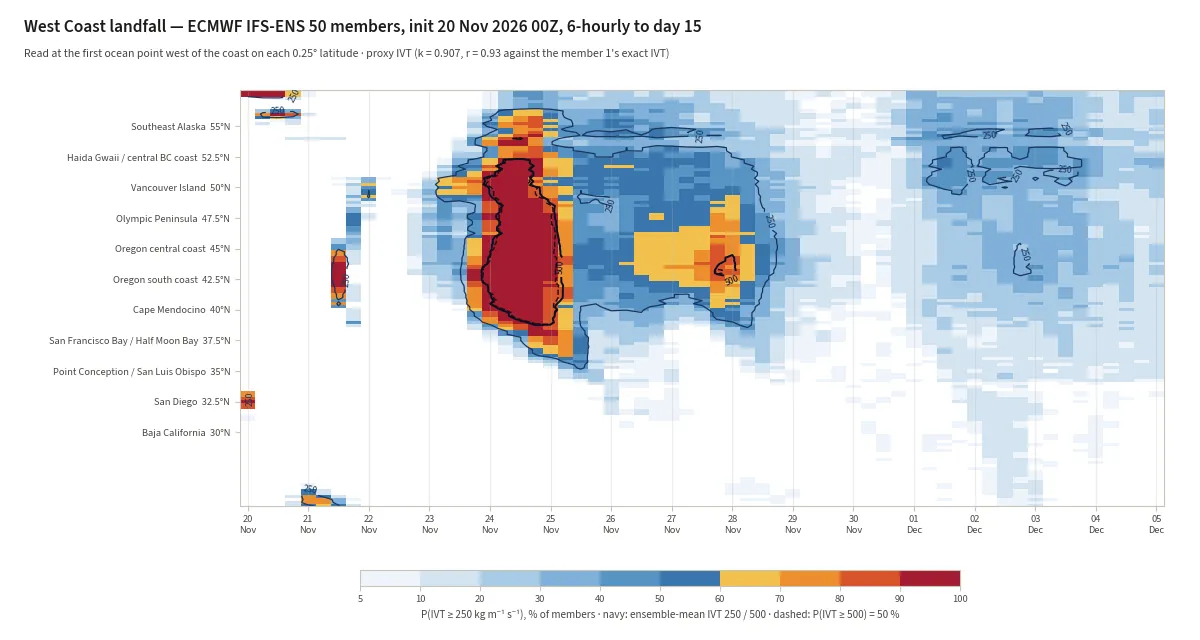 West Coast landfall — ECMWF IFS-ENS 50 members, init 20 Nov 2026 00Z, 6-hourly to day 15
Read at the first ocean point west of the coast on each 0.25° latitude · proxy IVT (k = 0.907, r = 0.93 against the member 1's exact IVT)
250
250
Southeast Alaska 55°N
250
250
250
Haida Gwaii / central BC coast 52.5°N
250
250
250
Vancouver Island 50°N
250
250
Olympic Peninsula 47.5°N
Oregon central coast 45°N
250
500
Oregon south coast 42.5°N
250
500
Cape Mendocino 40°N
San Francisco Bay / Half Moon Bay 37.5°N
Point Conception / San Luis Obispo 35°N
San Diego 32.5°N
250
Baja California 30°N
250
20 Nov
21 Nov
22 Nov
23 Nov
24 Nov
25 Nov
26 Nov
27 Nov
28 Nov
29 Nov
30 Nov
01 Dec
02 Dec
03 Dec
04 Dec
05 Dec
5 10 20 30 40 50 60 70 80 90 100
P(IVT ≥ 250 kg m⁻¹ s⁻¹), % of members · navy: ensemble-mean IVT 250 / 500 · dashed: P(IVT ≥ 500) = 50 %